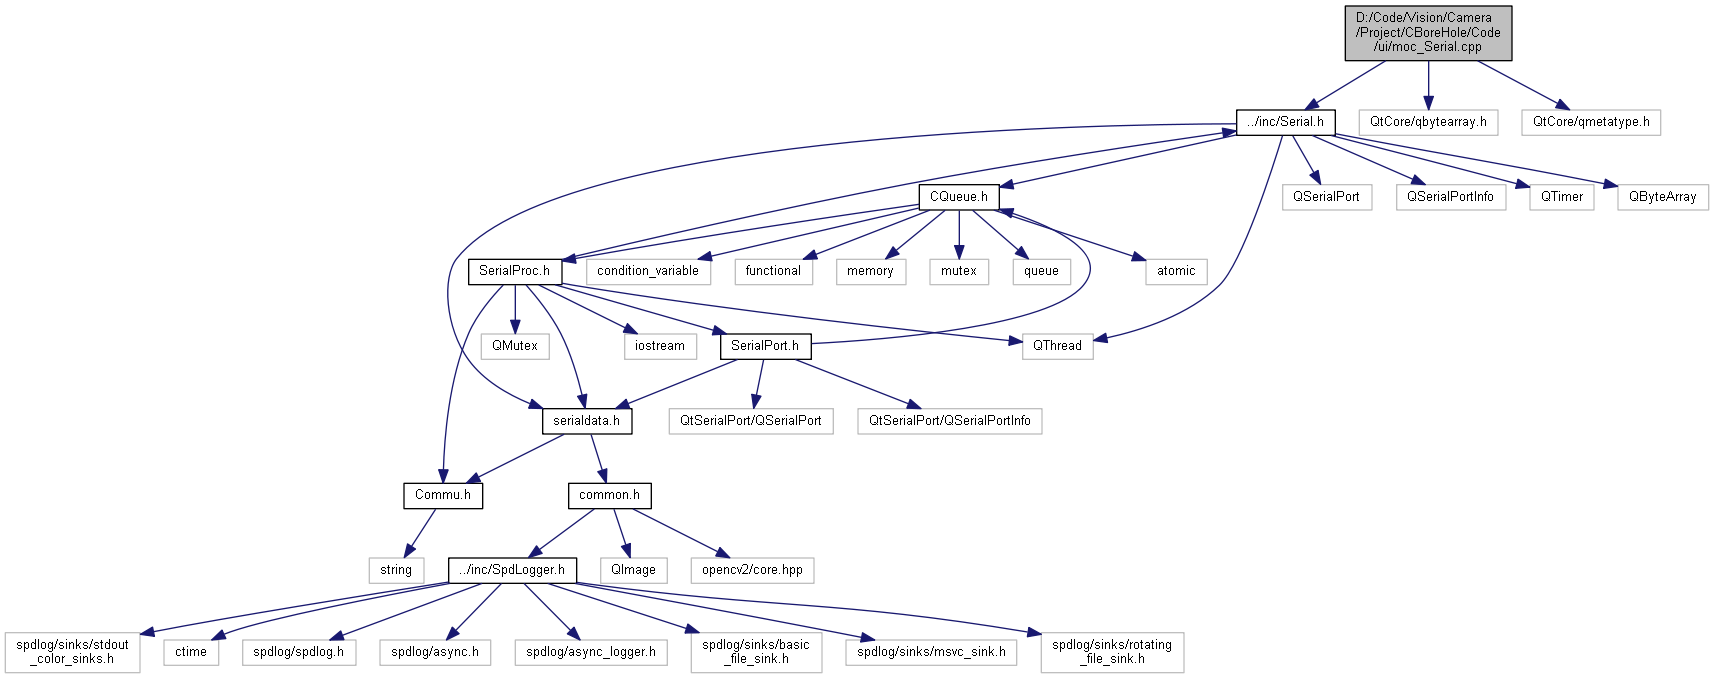 D:/Code/Vision/Camera
/Project/CBoreHole/Code
/ui/moc_Serial.cpp
../inc/Serial.h
QtCore/qbytearray.h
QtCore/qmetatype.h
CQueue.h
QSerialPort
QSerialPortInfo
QTimer
QByteArray
SerialProc.h
condition_variable
functional
memory
mutex
queue
atomic
QMutex
iostream
SerialPort.h
QThread
serialdata.h
QtSerialPort/QSerialPort
QtSerialPort/QSerialPortInfo
Commu.h
common.h
string
../inc/SpdLogger.h
QImage
opencv2/core.hpp
spdlog/sinks/stdout
_color_sinks.h
ctime
spdlog/spdlog.h
spdlog/async.h
spdlog/async_logger.h
spdlog/sinks/basic
_file_sink.h
spdlog/sinks/msvc_sink.h
spdlog/sinks/rotating
_file_sink.h